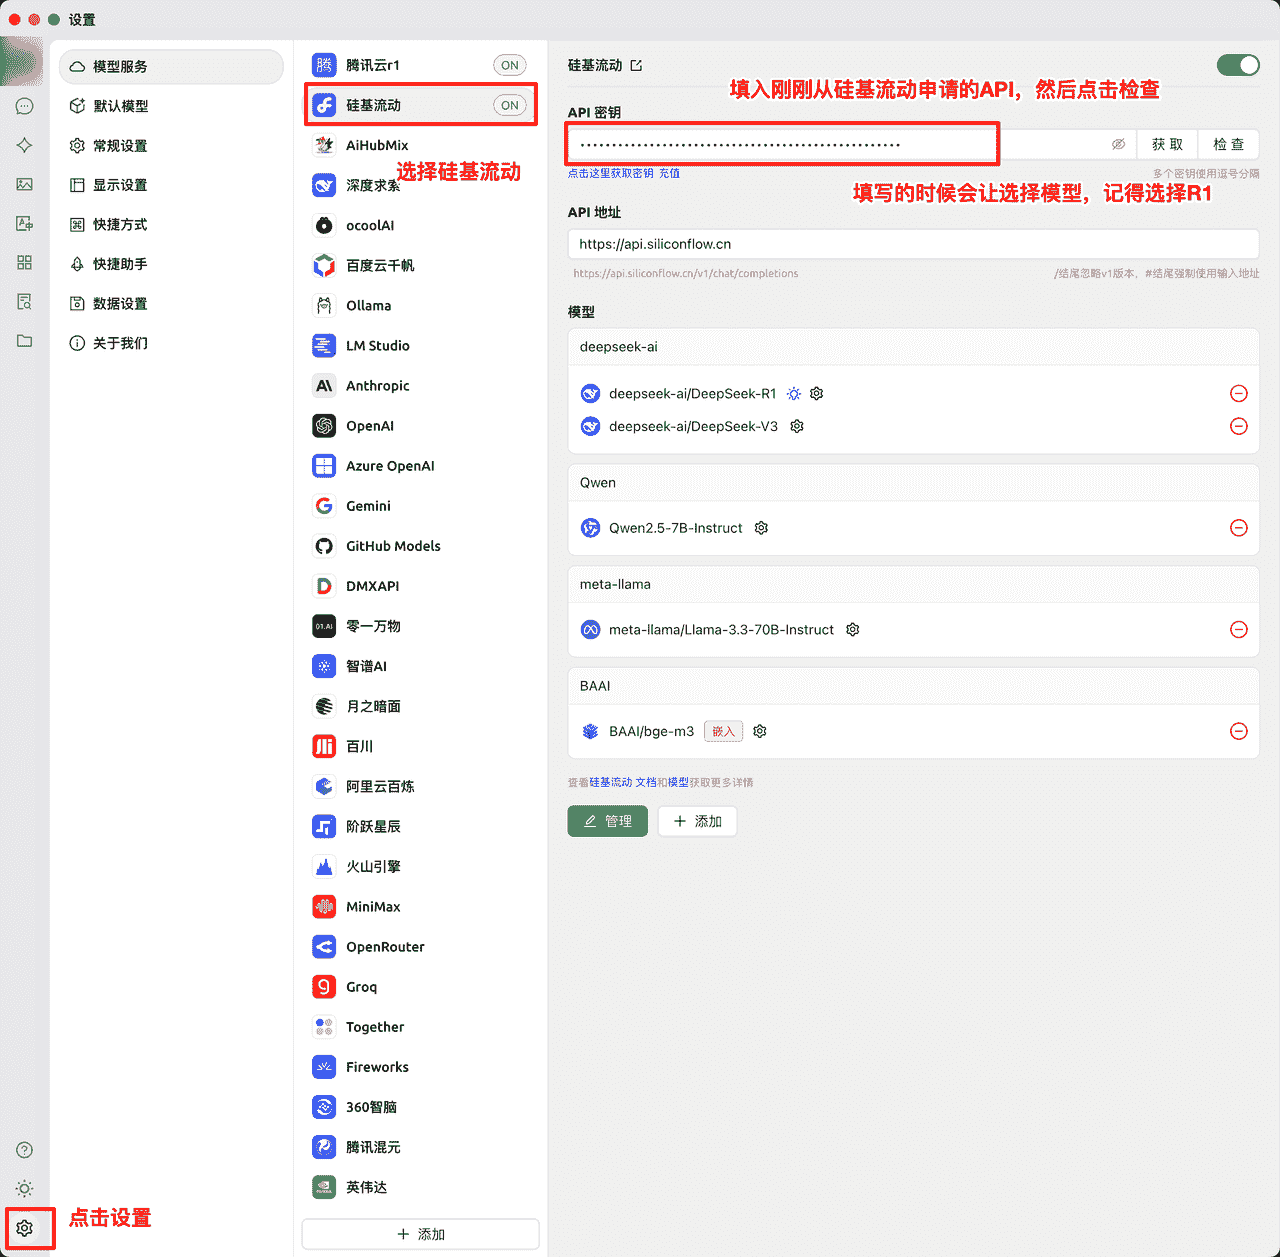 设置
模型服务
默认模型
常规设置
显示设置
快捷方式
快捷助手
数据设置
关于我们
点击设置
腾讯云r1 ON
硅基流动 ON
AiHubMix
选择硅基流动
深度求索
ocoolAI
百度云千帆
Ollama
LM Studio
Anthropic
OpenAI
Azure OpenAI
Gemini
GitHub Models
DMXAPI
零一万物
智谱AI
月之暗面
百川
阿里云百炼
阶跃星辰
火山引擎
MiniMax
OpenRouter
Groq
Together
Fireworks
360智脑
腾讯混元
英伟达
添加
硅基流动
填入刚刚从硅基流动申请的API，然后点击检查
API 密钥
获 取
检 查
点击这里获取密钥 充值
多个密钥使用逗号分隔
填写的时候会让选择模型，记得选择R1
API 地址
https://api.siliconflow.cn
https://api.siliconflow.cn/v1/chat/completions
/结尾忽略v1版本，#结尾强制使用输入地址
模型
deepseek-ai
deepseek-ai/DeepSeek-R1
deepseek-ai/DeepSeek-V3
Qwen
Qwen2.5-7B-Instruct
meta-llama
meta-llama/Llama-3.3-70B-Instruct
BAAI
BAAI/bge-m3 嵌入
查看硅基流动 文档和模型获取更多详情
管理
添加